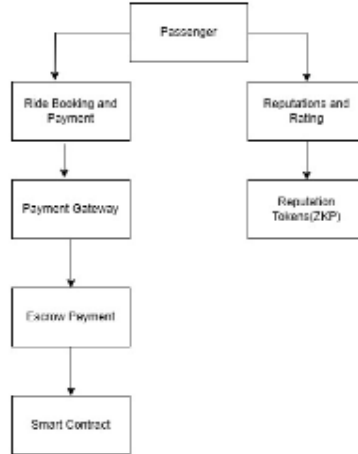 Passenger
Ride Booking and
Payment
Reputations and
Rating
Payment Gateway
Reputation
Tokens(ZKP)
Escrow Payment
Smart Contract